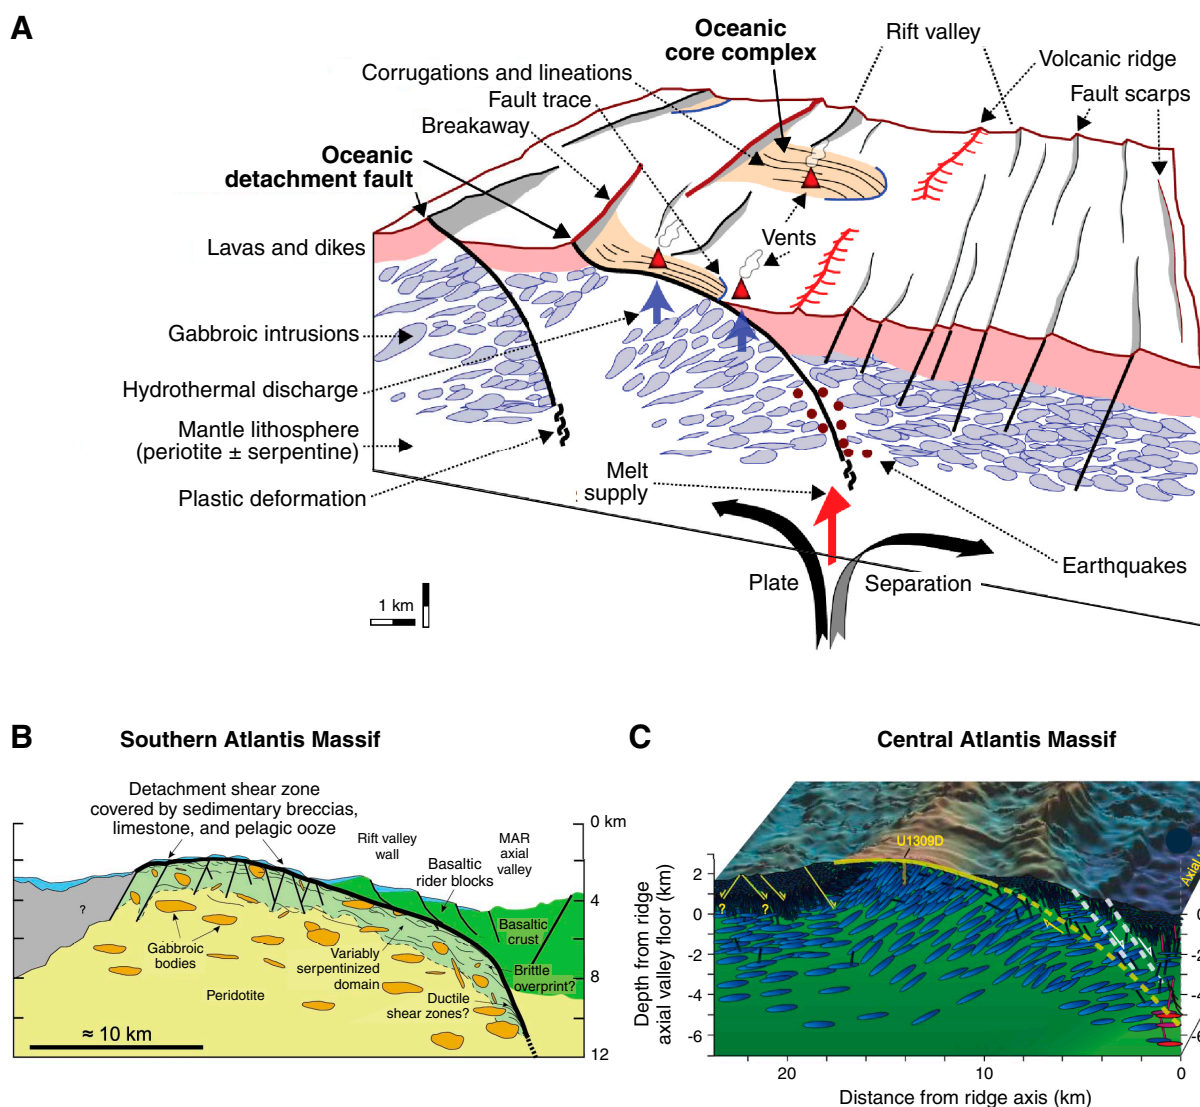 A
Oceanic
core complex
Rift valley
Volcanic ridge
Corrugations and lineations
Fault trace
Fault scarps
Breakaway
Oceanic
detachment fault
Lavas and dikes
Vents
Gabbroic intrusions
Hydrothermal discharge
Mantle lithosphere
(periotite ± serpentine)
Plastic deformation
Melt
supply
Earthquakes
Plate
Separation
1 km
B
Southern Atlantis Massif
Detachment shear zone
covered by sedimentary breccias,
limestone, and pelagic ooze
Rift valley
wall
MAR
axial
valley
0 km
Basaltic
rider blocks
4
?
Basaltic
crust
Gabbroic
bodies
Variably
serpentinized
domain
Brittle
overprint?
8
Peridotite
Ductile
shear zones?
≈ 10 km
12
C
Central Atlantis Massif
U1309D
Axial
Depth from ridge
axial valley floor (km)
2
0
-2
-4
-6
? ?
0
-2
-4
-6
20
10
0
Distance from ridge axis (km)